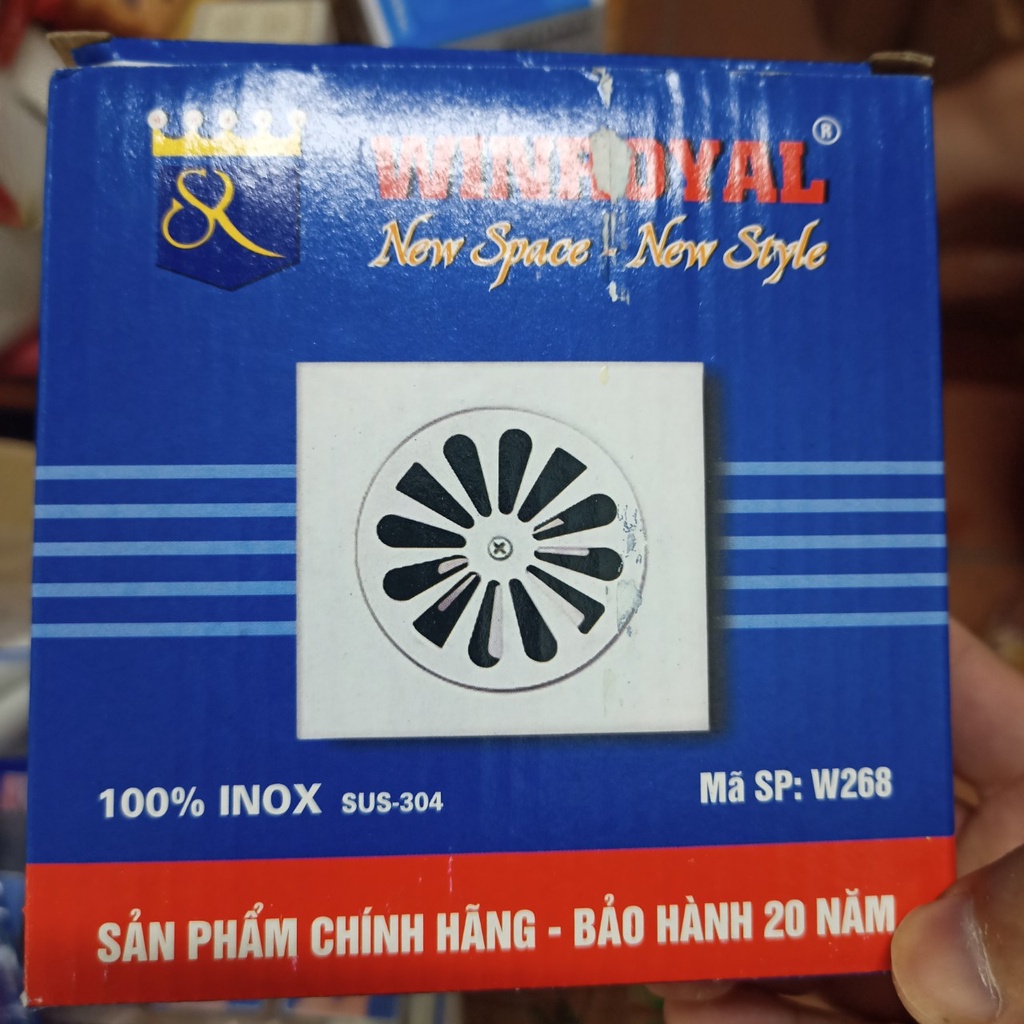 WINROYAL ®
New Space - New Style
100% INOX SUS-304
Mã SP: W268
SẢN PHẨM CHÍNH HÃNG - BẢO HÀNH 20 NĂM